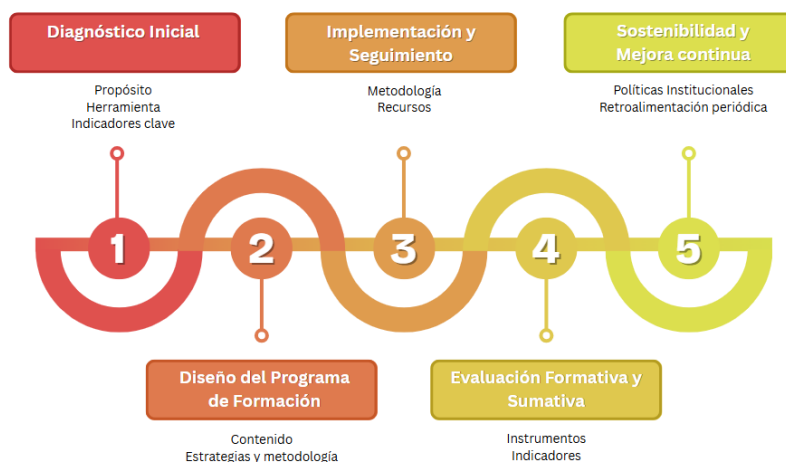 Diagnóstico Inicial
Propósito
Herramienta
Indicadores clave
Implementación y
Seguimiento
Metodología
Recursos
Sostenibilidad y
Mejora continua
Políticas Institucionales
Retroalimentación periódica
1
2
3
4
5
Diseño del Programa
de Formación
Contenido
Estrategias y metodología
Evaluación Formativa y
Sumativa
Instrumentos
Indicadores